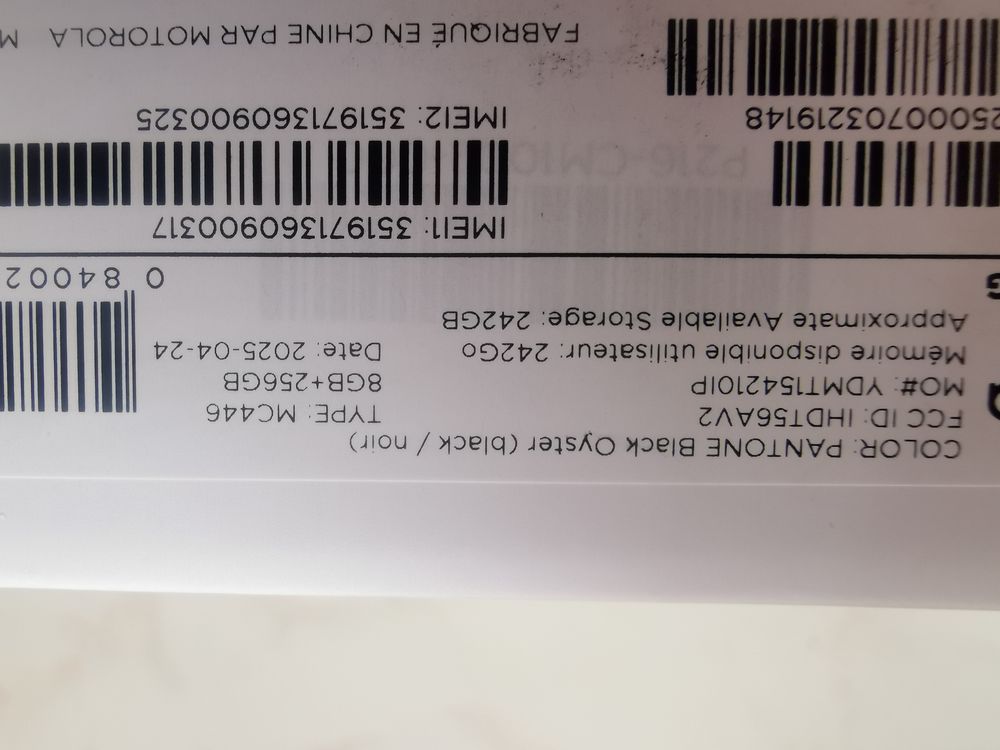 COLOR: PANTONE Black Oyster (black / noir)
FCC ID: IHDT56AV2 TYPE: MC446
MO#: YDMT154210IP 8GB+256GB
Mémoire disponible utilisateur: 242Go Date: 2025-04-24
Approximate Available Storage: 242GB
0 84002
IMEI1: 351971360900317
25000703219148 IMEI2: 351971360900325
FABRIQUÉ EN CHINE PAR MOTOROLA